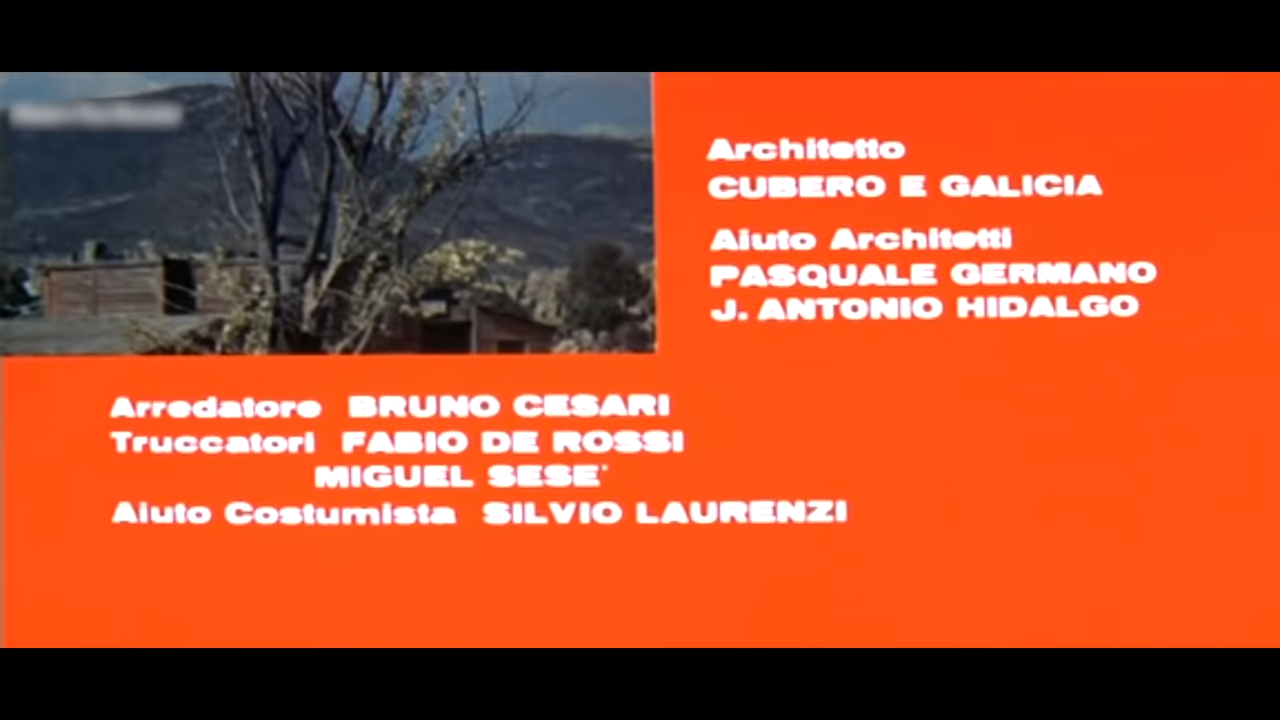 Architetto
CUBERO E GALICIA
Aiuto Architetti
PASQUALE GERMANO
J. ANTONIO HIDALGO
Arredatore BRUNO CESARI
Truccatori FABIO DE ROSSI
MIGUEL SESE'
Aiuto Costumista SILVIO LAURENZI